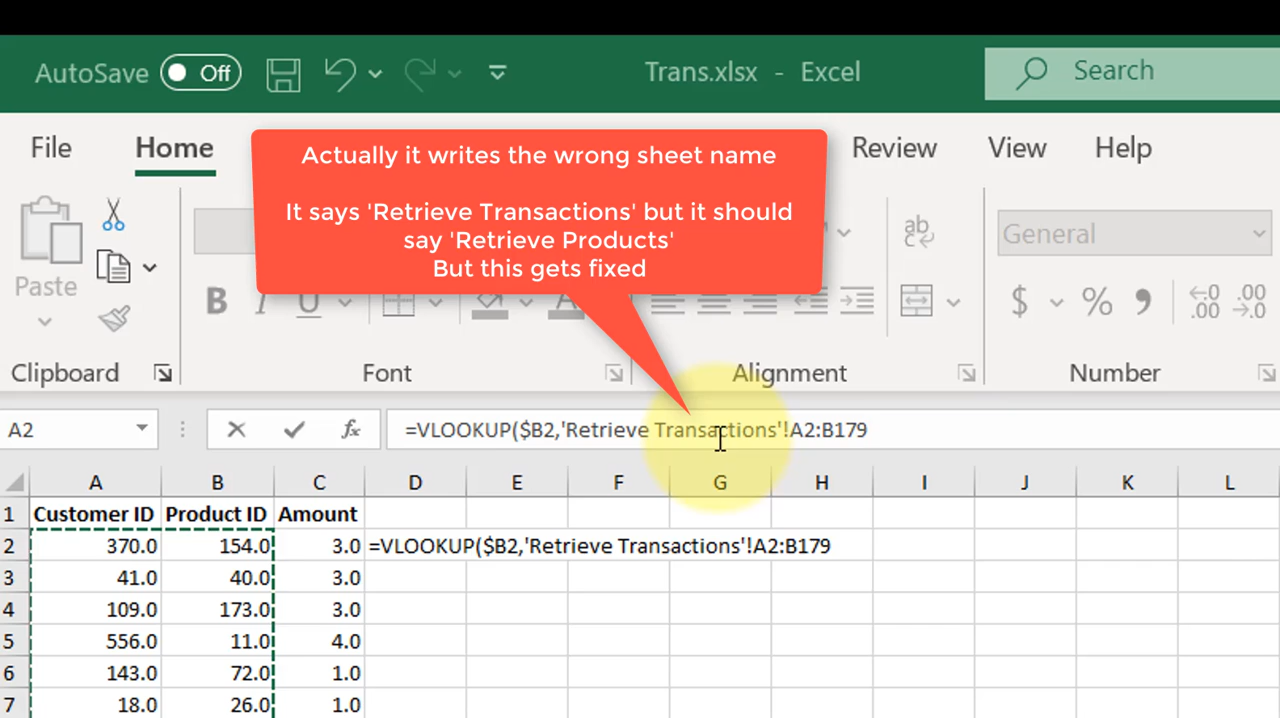 AutoSave Off Trans.xlsx - Excel Search
File Home Review View Help
Actually it writes the wrong sheet name
It says 'Retrieve Transactions' but it should
say 'Retrieve Products'
But this gets fixed
Paste B I U A ab c General $ % ,
Clipboard Font Alignment Number
A2 fx =VLOOKUP($B2,'Retrieve Transactions'!A2:B179
A B C D E F G H I J K L
1 Customer ID Product ID Amount
2 370.0 154.0 3.0 =VLOOKUP($B2,'Retrieve Transactions'!A2:B179
3 41.0 40.0 3.0
4 109.0 173.0 3.0
5 556.0 11.0 4.0
6 143.0 72.0 1.0
7 18.0 26.0 1.0